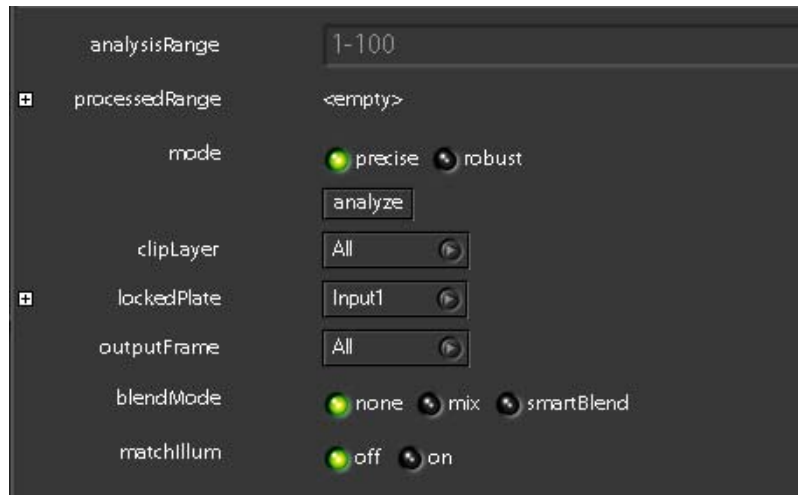 analysisRange 1-100
processedRange <empty>
mode precise robust
analyze
clipLayer All
lockedPlate Input1
outputFrame All
blendMode none mix smartBlend
matchIllum off on